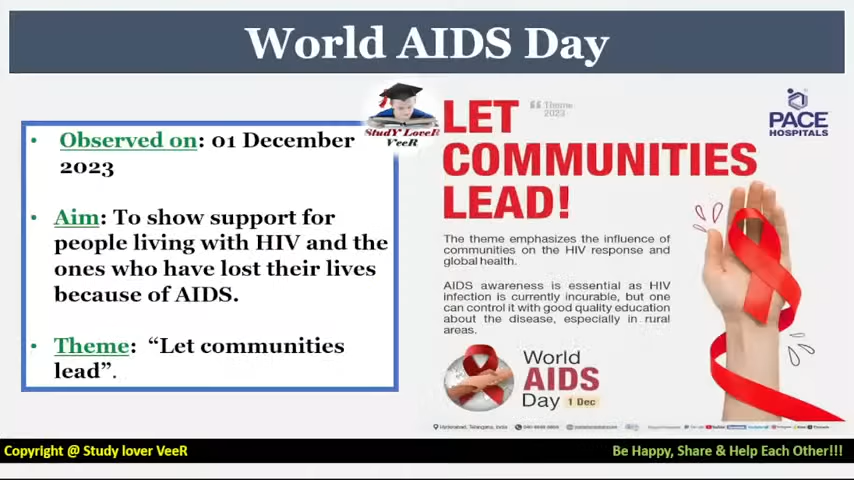 World AIDS Day
• Observed on: 01 December
2023
• Aim: To show support for
people living with HIV and the
ones who have lost their lives
because of AIDS.
• Theme: “Let communities
lead”.
StudY LoveR
VeeR
LET
“ Theme
2023
COMMUNITIES
LEAD!
PACE
HOSPITALS
The theme emphasizes the influence of
communities on the HIV response and
global health.
AIDS awareness is essential as HIV
infection is currently incurable, but one
can control it with good quality education
about the disease, especially in rural
areas.
World
AIDS
Day 1 Dec
Hyderabad, Telangana, India
Copyright @ Study lover VeeR
Be Happy, Share & Help Each Other!!!